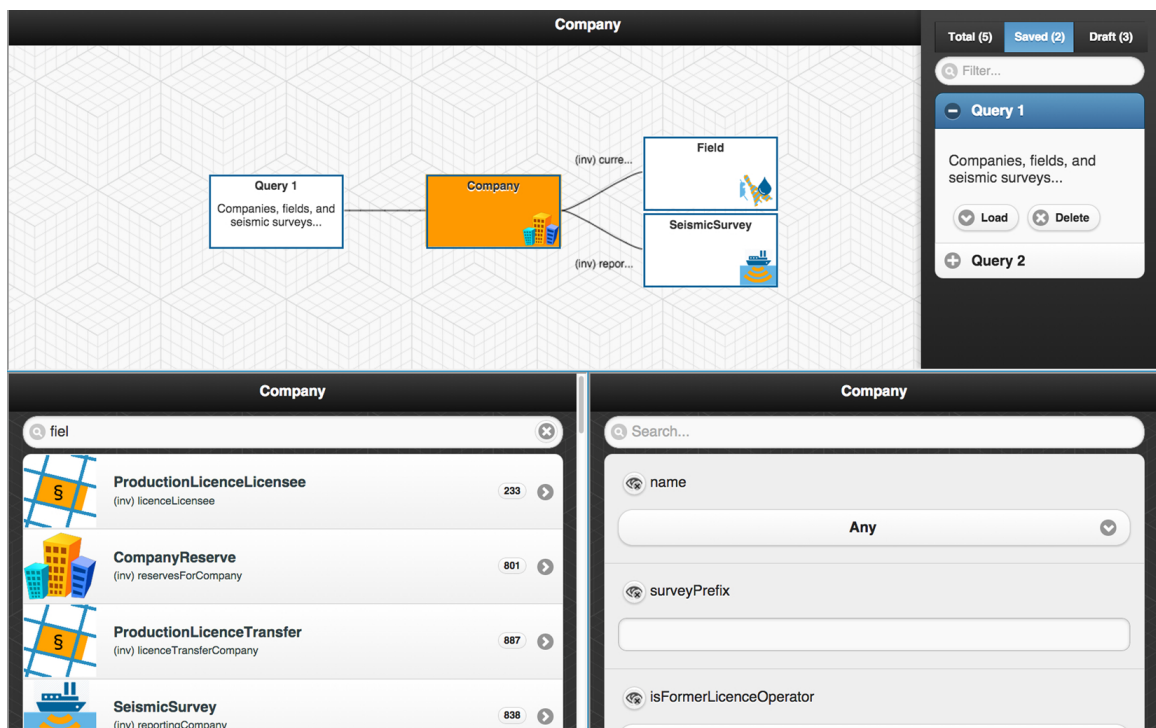 Company
Total (5)
Saved (2)
Draft (3)
Filter...
Query 1
Companies, fields, and
seismic surveys...
Load
Delete
Query 2
Query 1
Companies, fields, and
seismic surveys...
Company
(inv) curre...
Field
SeismicSurvey
(inv) repor...
Company
fiel
§
ProductionLicenceLicensee
(inv) licenceLicensee
233
CompanyReserve
(inv) reservesForCompany
801
§
ProductionLicenceTransfer
(inv) licenceTransferCompany
887
SeismicSurvey
(inv) reportingCompany
838
Company
Search...
name
Any
surveyPrefix
isFormerLicenceOperator